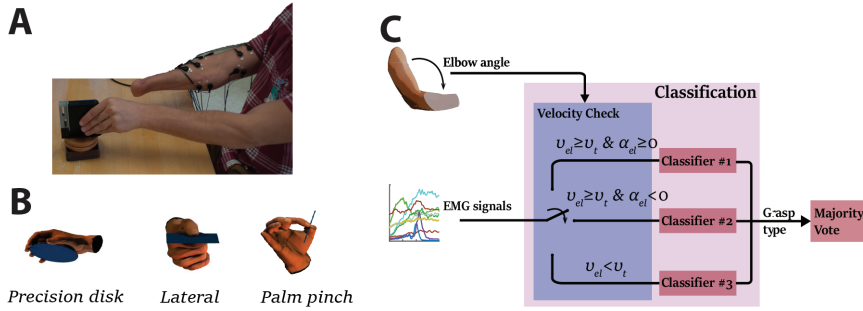 A
B
Precision disk
Lateral
Palm pinch
C
Elbow angle
Classification
Velocity Check
υel≥υt & αel≥0
Classifier #1
EMG signals
υel≥υt & αel<0
Classifier #2
Grasp
type
Majority
Vote
υel<υt
Classifier #3